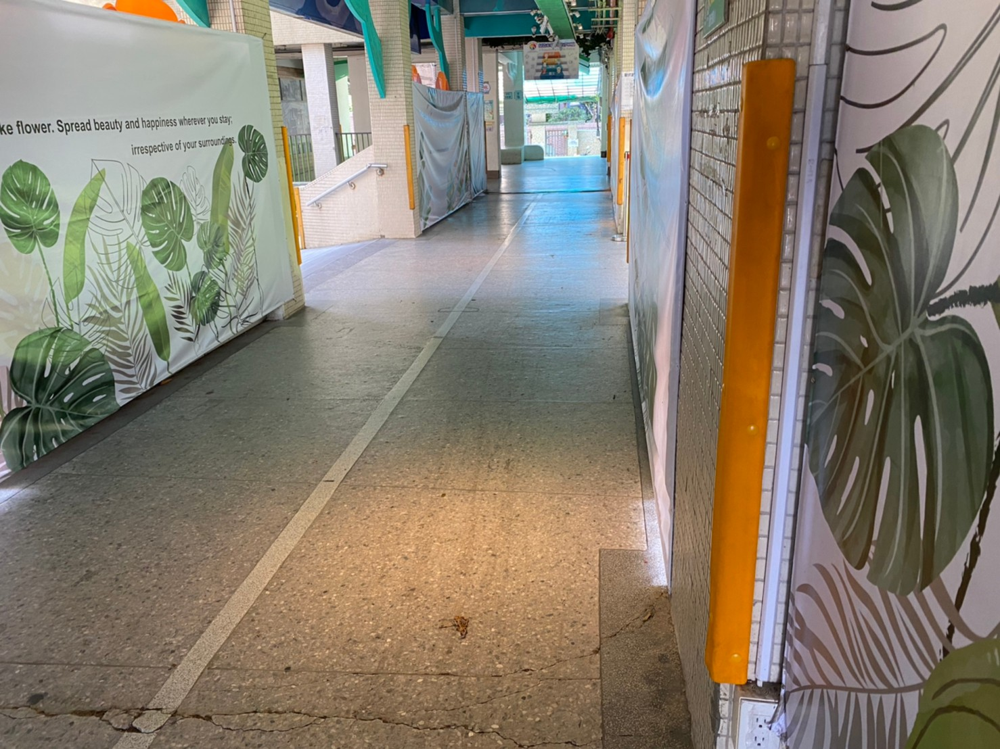 ke flower. Spread beauty and happiness wherever you stay;
irrespective of your surroundings.